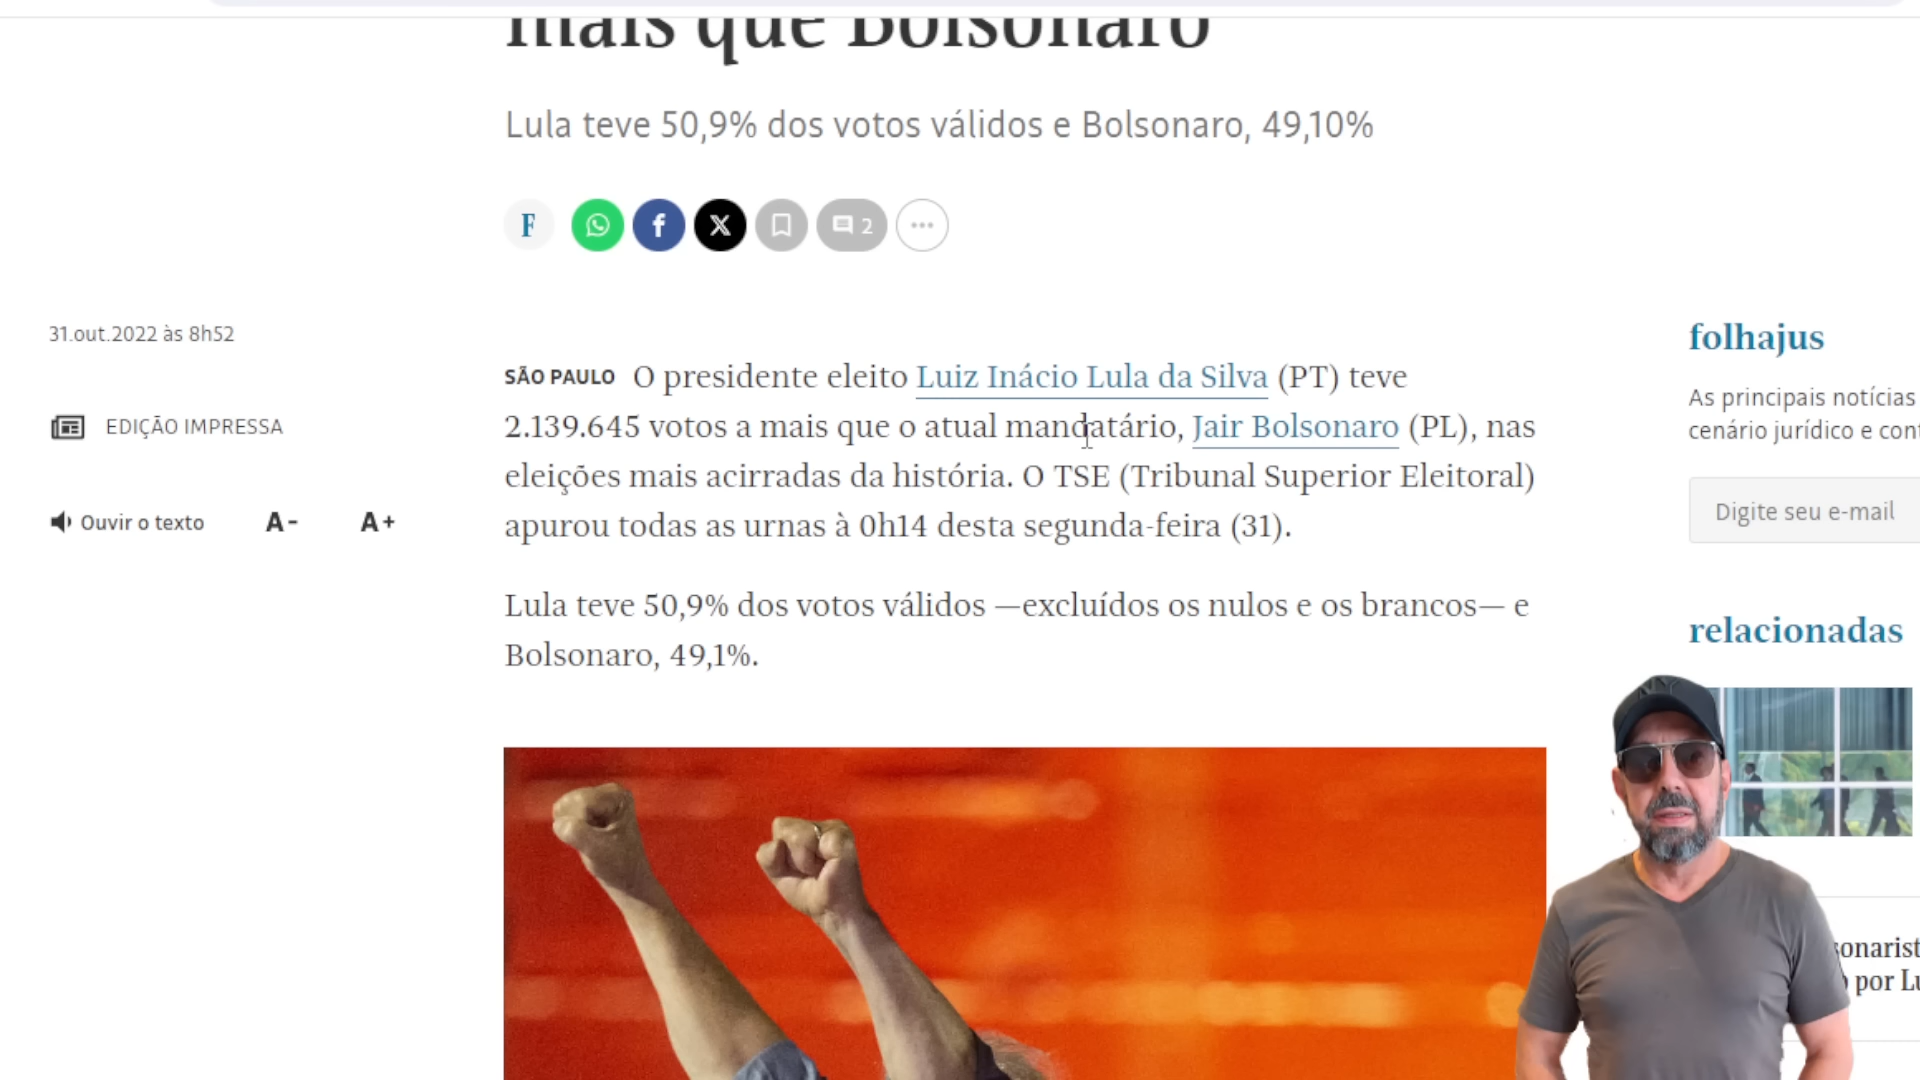 mais que Bolsonaro
Lula teve 50,9% dos votos válidos e Bolsonaro, 49,10%
F
f
X
2
31.out.2022 às 8h52
EDIÇÃO IMPRESSA
Ouvir o texto A- A+
SÃO PAULO O presidente eleito Luiz Inácio Lula da Silva (PT) teve
2.139.645 votos a mais que o atual mandatário, Jair Bolsonaro (PL), nas
eleições mais acirradas da história. O TSE (Tribunal Superior Eleitoral)
apurou todas as urnas à 0h14 desta segunda-feira (31).
Lula teve 50,9% dos votos válidos —excluídos os nulos e os brancos— e
Bolsonaro, 49,1%.
folhajus
As principais notícias
cenário jurídico e
Digite seu e-mail
relacionadas
NY
por